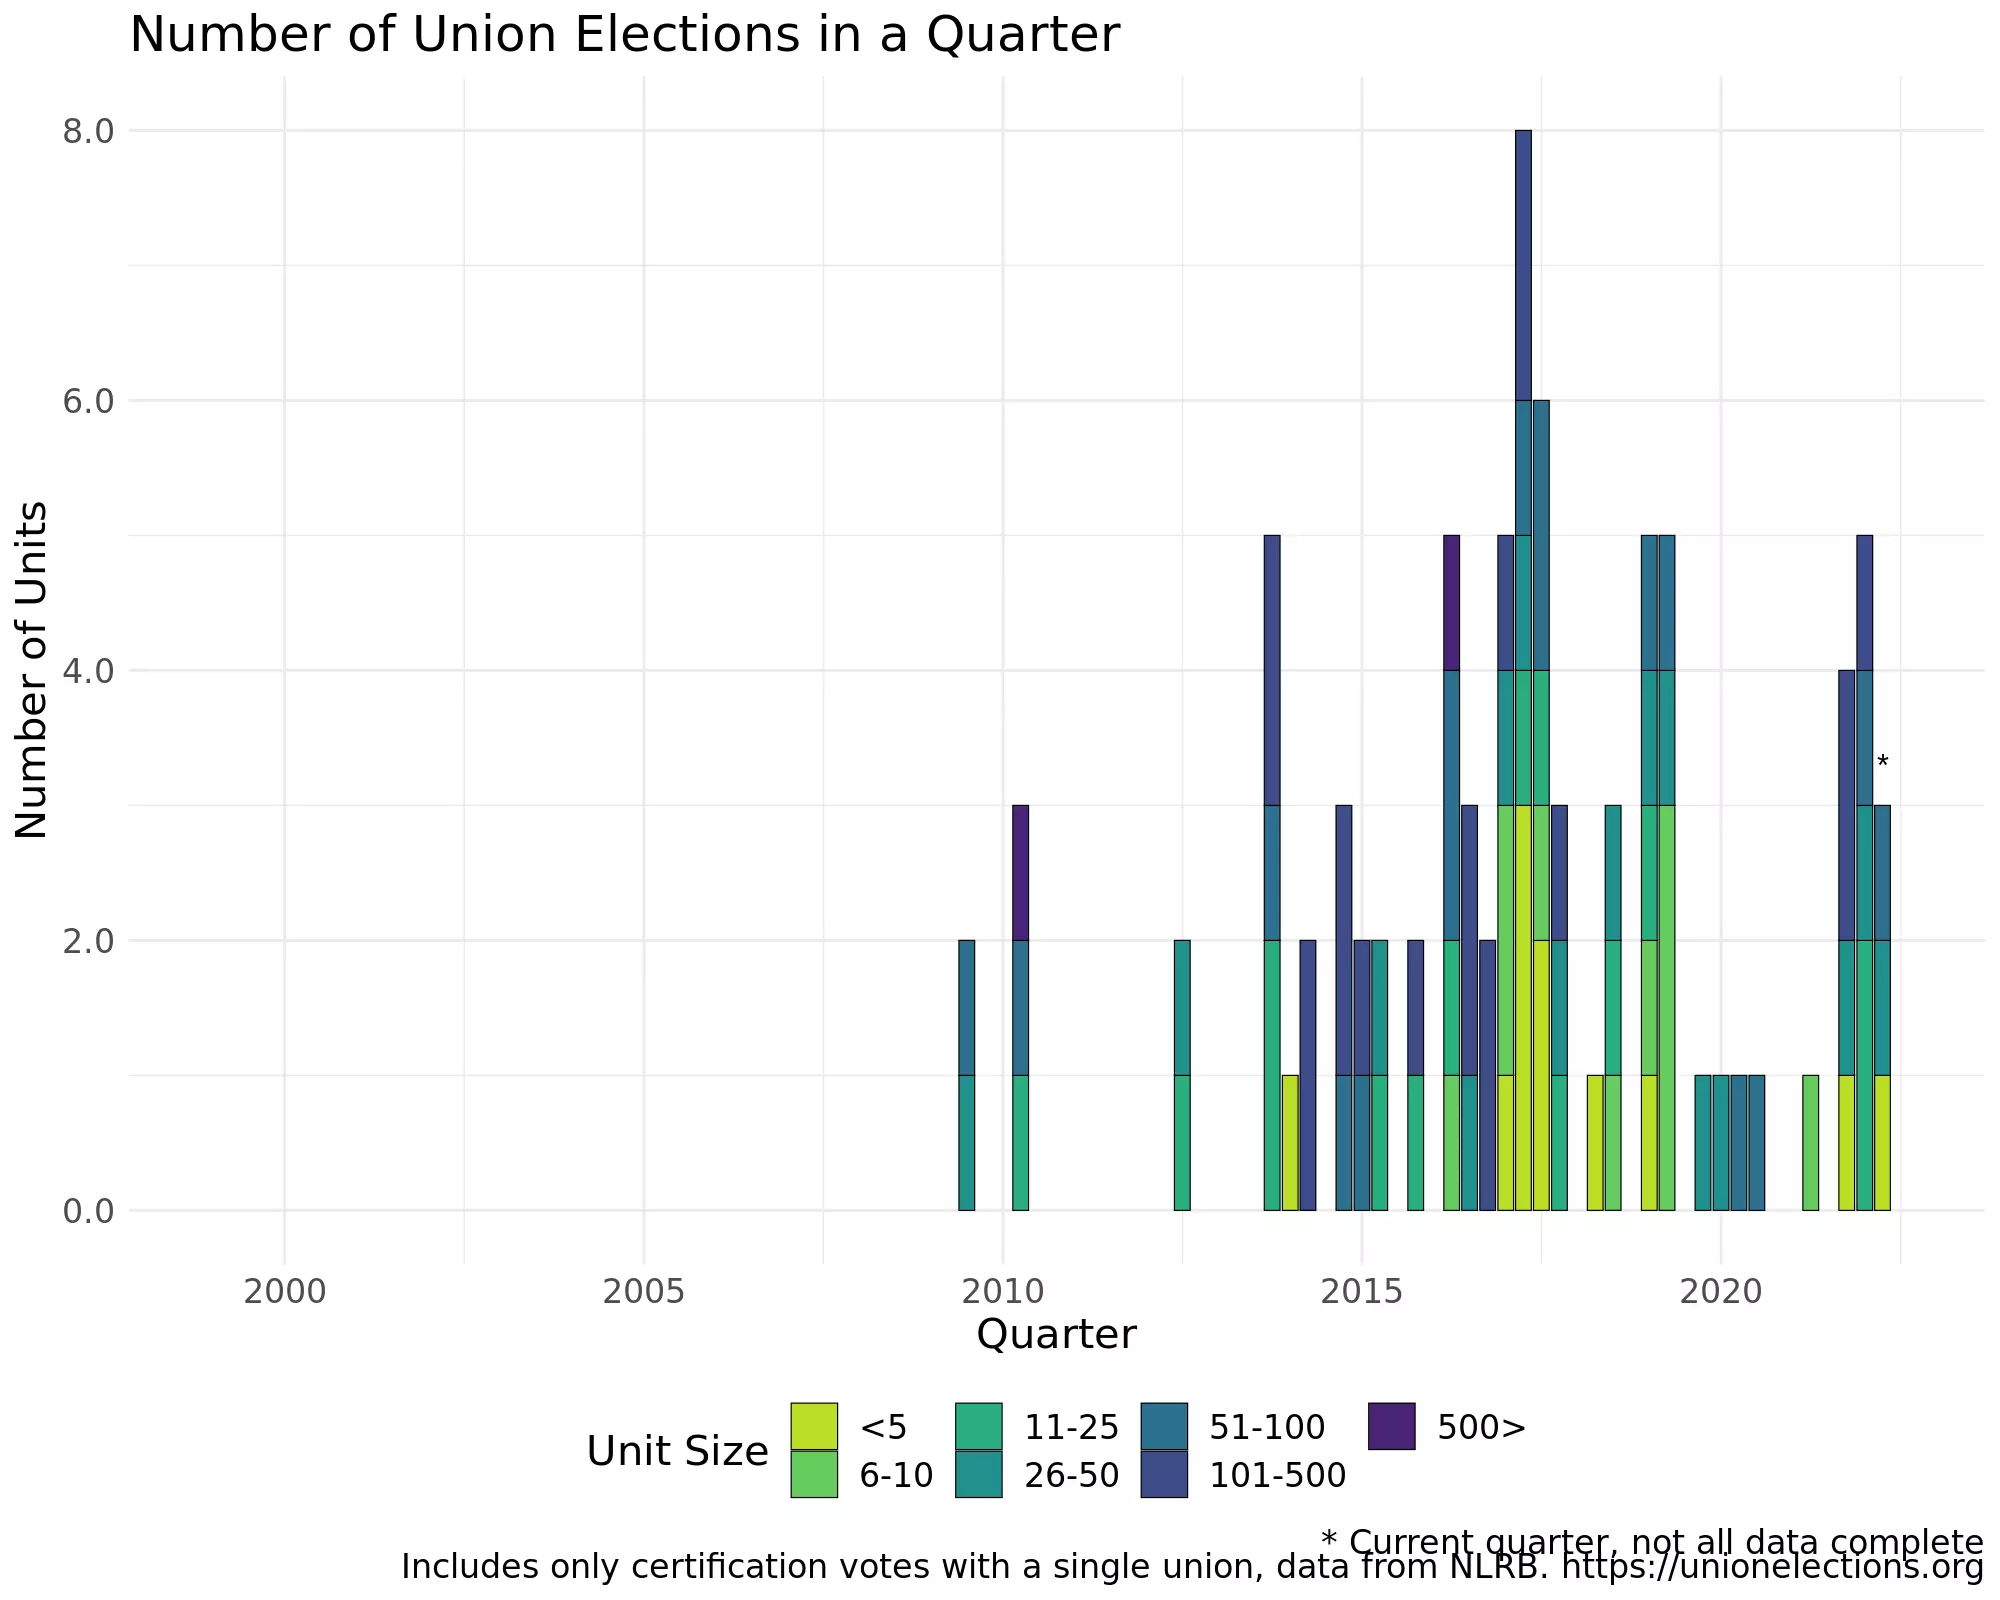 Number of Union Elections in a Quarter
8.0
6.0
4.0
2.0
0.0
Number of Units
*
2000 2005 2010 2015 2020
Quarter
Unit Size
<5 11-25 51-100 500>
6-10 26-50 101-500
* Current quarter, not all data complete
Includes only certification votes with a single union, data from NLRB. https://unionelections.org